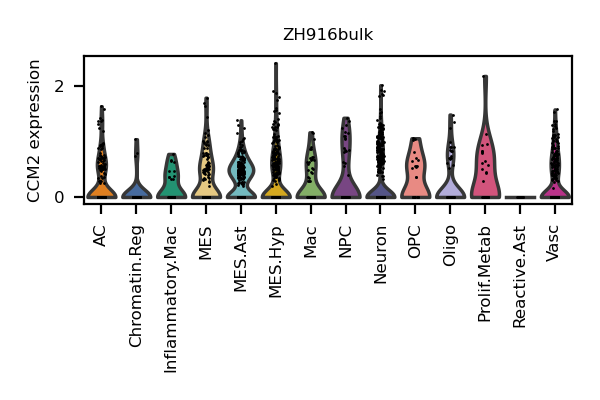 ZH916bulk
CCM2 expression
2
0
AC
Chromatin.Reg
Inflammatory.Mac
MES
MES.Ast
MES.Hyp
Mac
NPC
Neuron
OPC
Oligo
Prolif.Metab
Reactive.Ast
Vasc